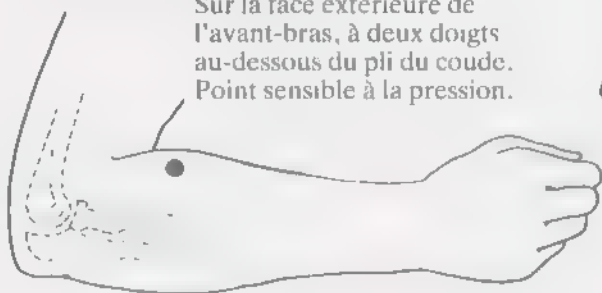 Sur la face extérieure de
l'avant-bras, à deux doigts
au-dessous du pli du coude.
Point sensible à la pression.